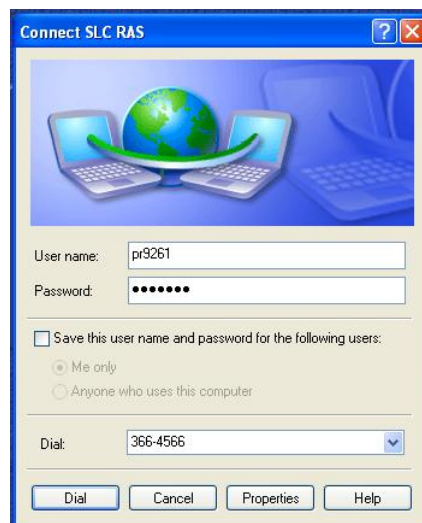 Connect SLC RAS
User name: pr9261
Password: •••••••
Save this user name and password for the following users:
Me only
Anyone who uses this computer
Dial: 366-4566
Dial Cancel Properties Help